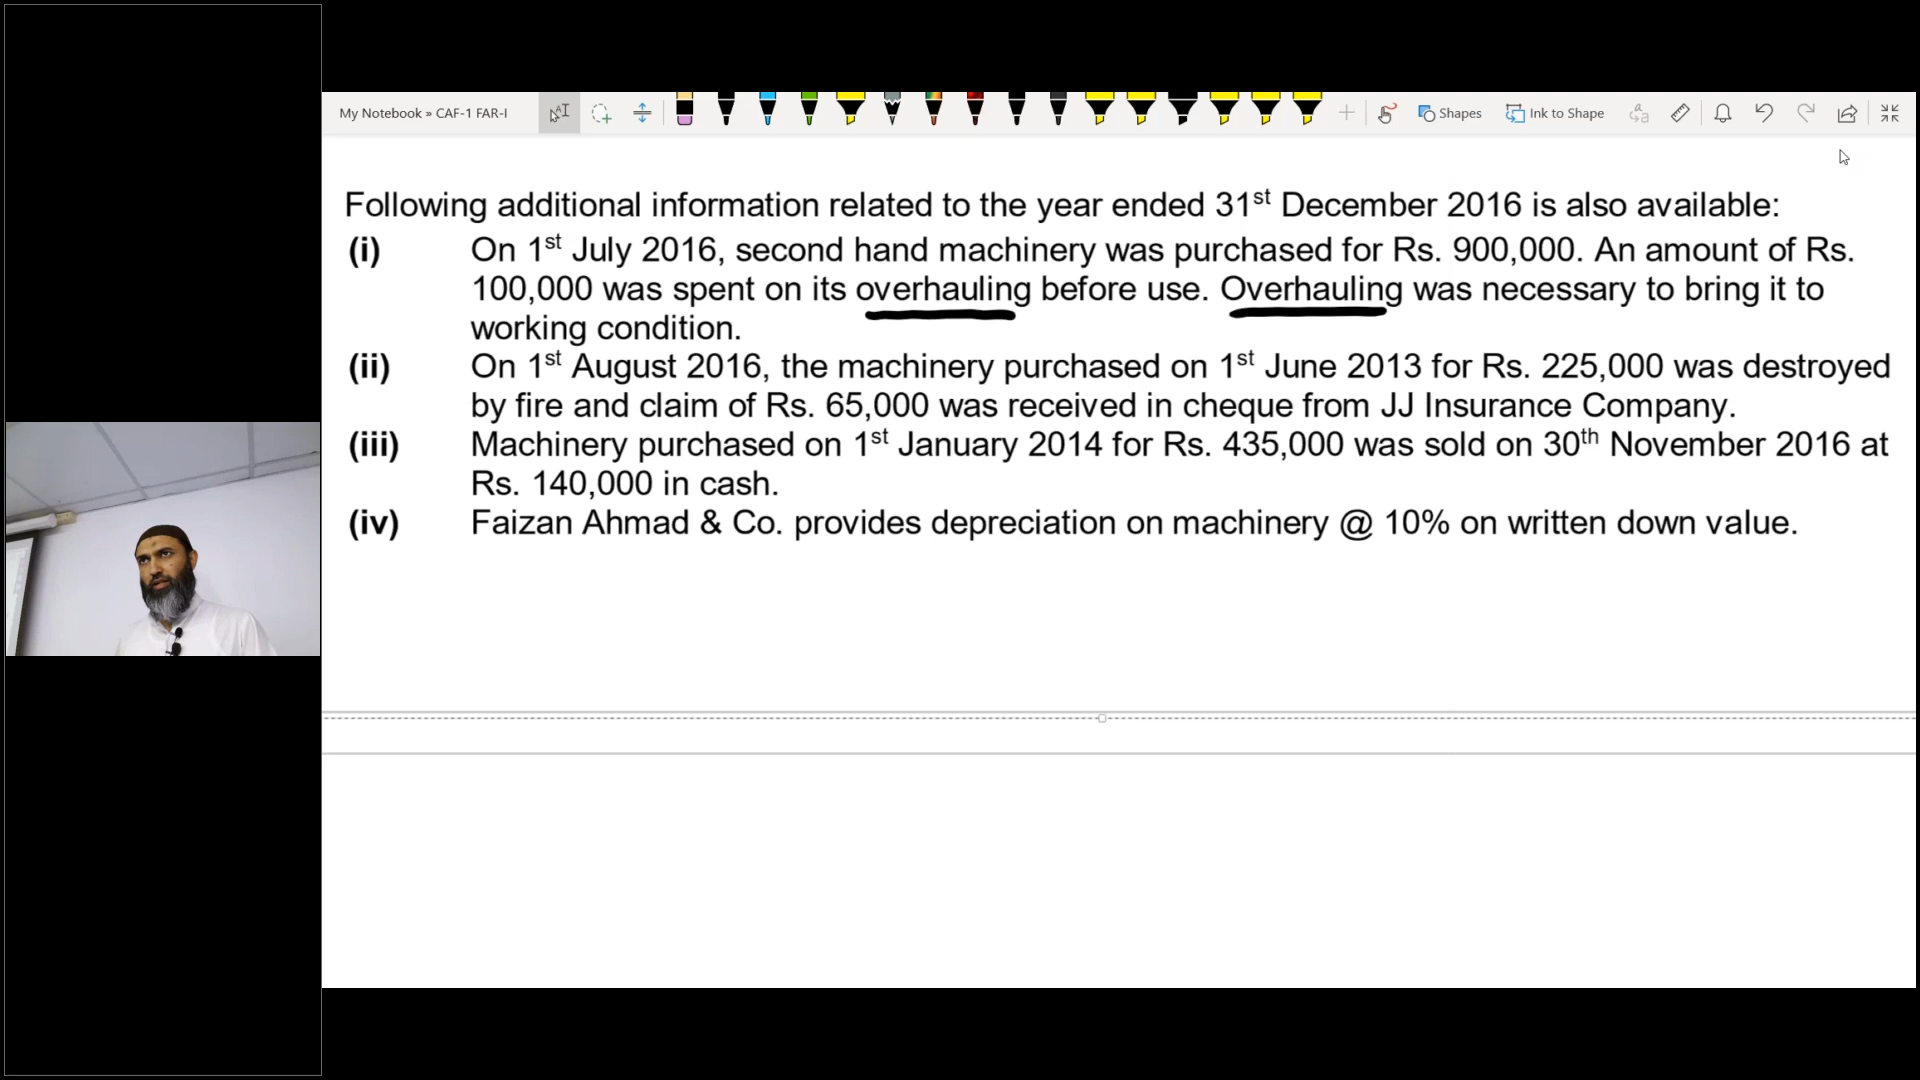 My Notebook » CAF-1 FAR-I
Shapes
Ink to Shape
Following additional information related to the year ended 31st December 2016 is also available:
(i) On 1st July 2016, second hand machinery was purchased for Rs. 900,000. An amount of Rs.
100,000 was spent on its overhauling before use. Overhauling was necessary to bring it to
working condition.
(ii) On 1st August 2016, the machinery purchased on 1st June 2013 for Rs. 225,000 was destroyed
by fire and claim of Rs. 65,000 was received in cheque from JJ Insurance Company.
(iii) Machinery purchased on 1st January 2014 for Rs. 435,000 was sold on 30th November 2016 at
Rs. 140,000 in cash.
(iv) Faizan Ahmad & Co. provides depreciation on machinery @ 10% on written down value.